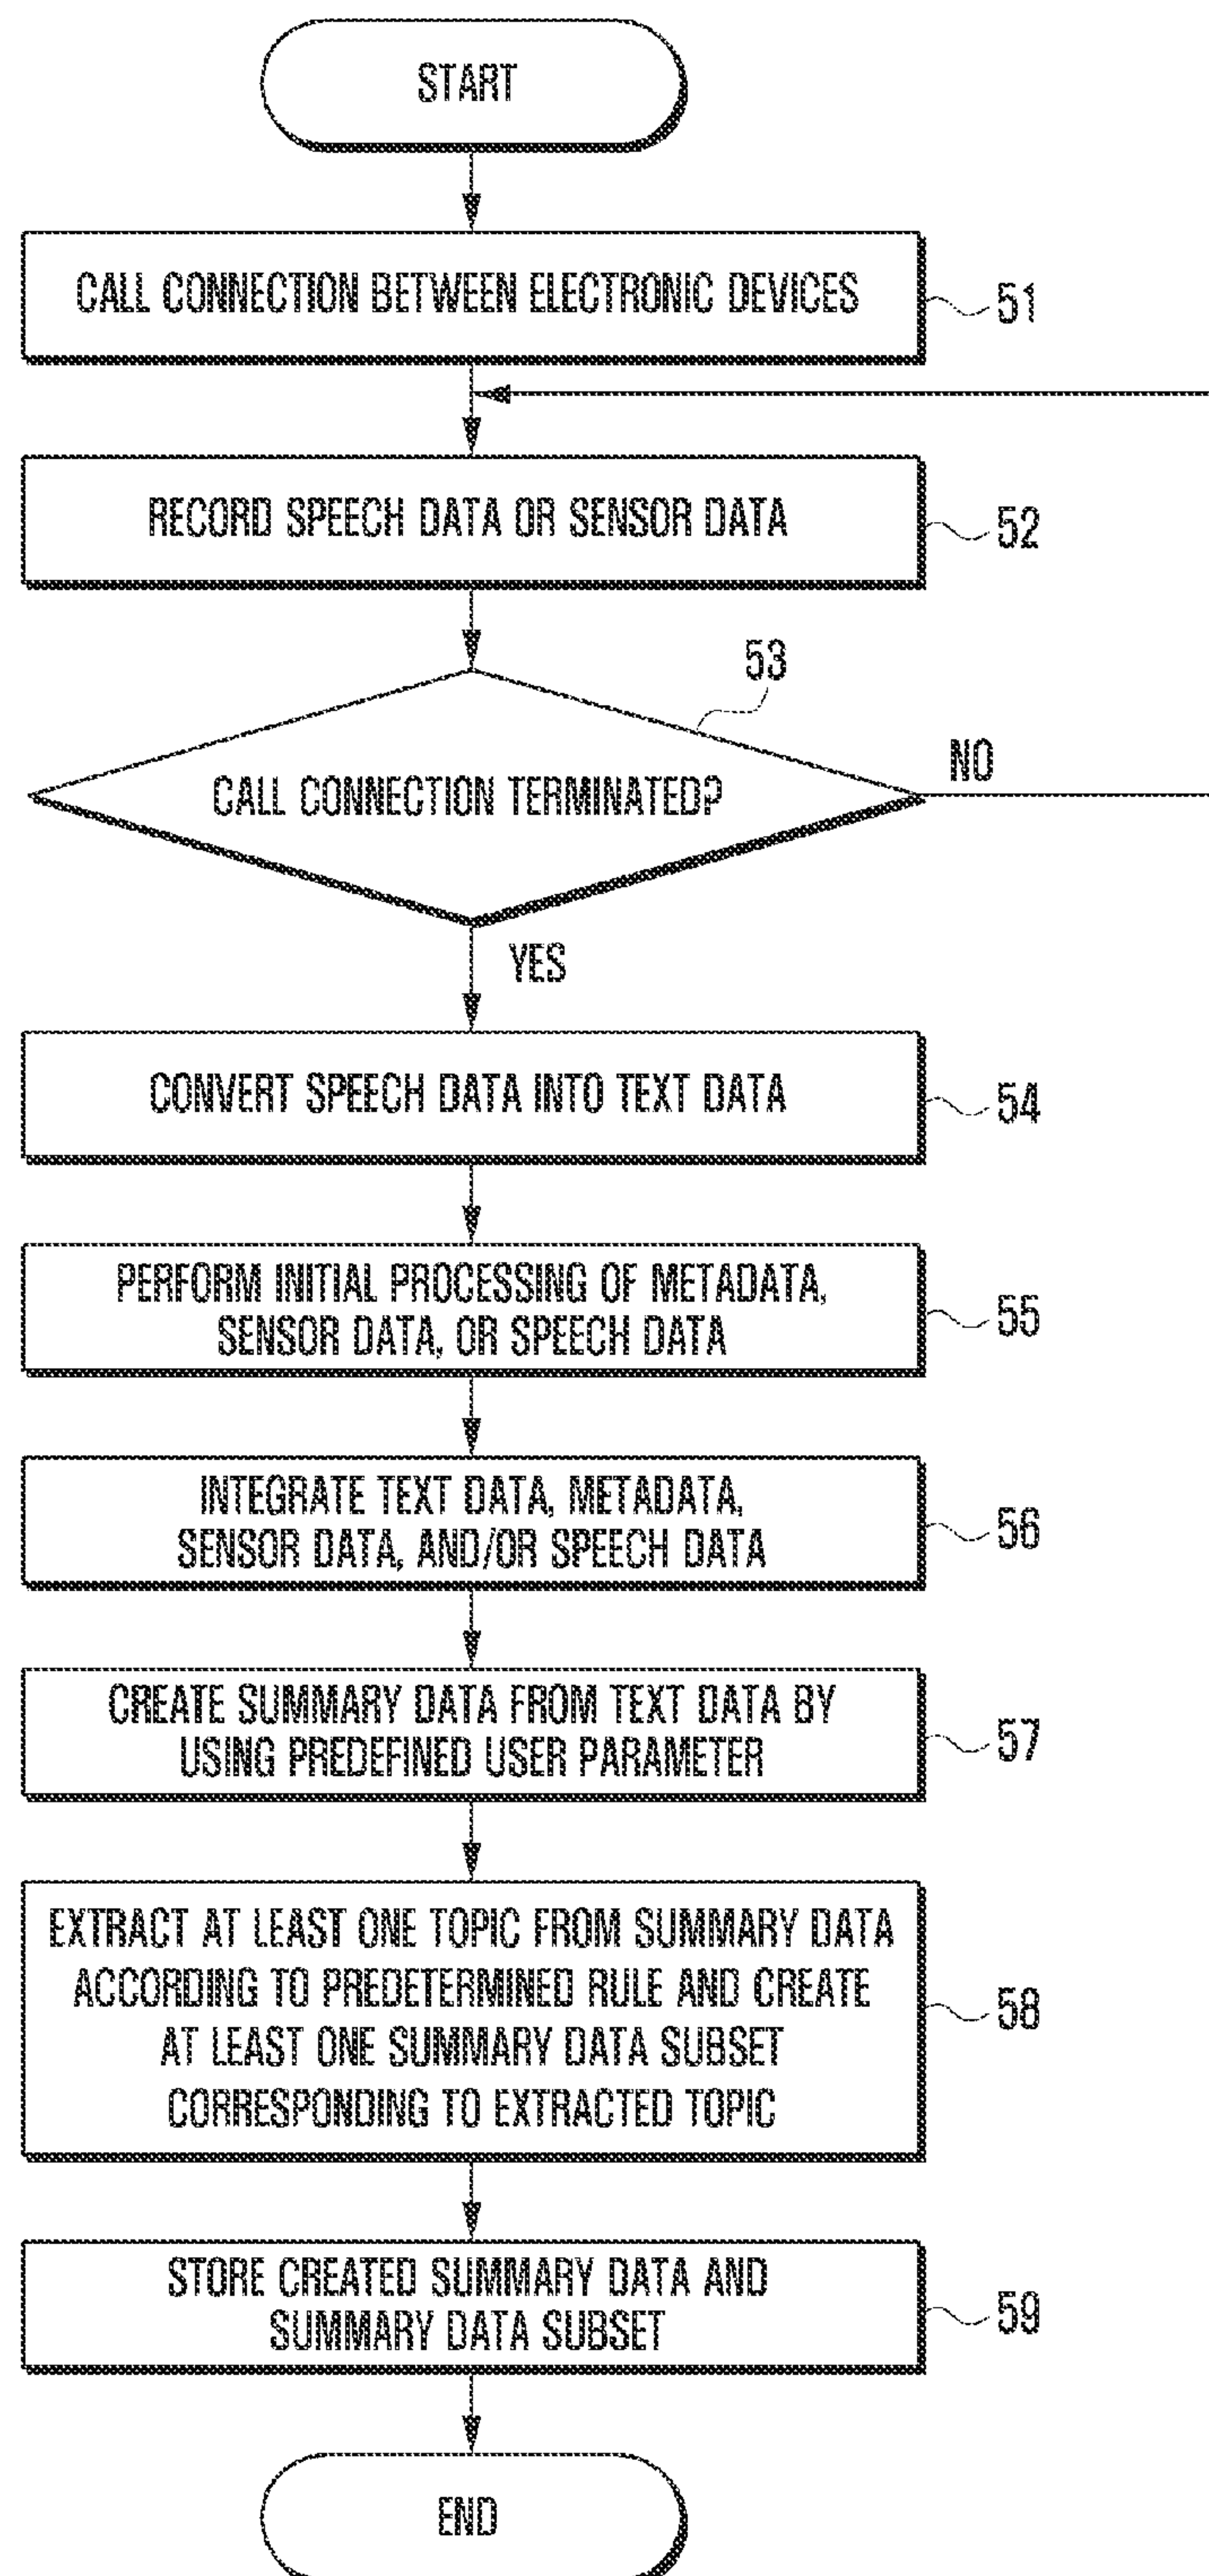 START
CALL CONNECTION BETWEEN ELECTRONIC DEVICES
51
RECORD SPEECH DATA OR SENSOR DATA
52
53
CALL CONNECTION TERMINATED?
NO
YES
CONVERT SPEECH DATA INTO TEXT DATA
54
PERFORM INITIAL PROCESSING OF METADATA,
SENSOR DATA, OR SPEECH DATA
55
INTEGRATE TEXT DATA, METADATA,
SENSOR DATA, AND/OR SPEECH DATA
56
CREATE SUMMARY DATA FROM TEXT DATA BY
USING PREDEFINED USER PARAMETER
57
EXTRACT AT LEAST ONE TOPIC FROM SUMMARY DATA
ACCORDING TO PREDETERMINED RULE AND CREATE
AT LEAST ONE SUMMARY DATA SUBSET
CORRESPONDING TO EXTRACTED TOPIC
58
STORE CREATED SUMMARY DATA AND
SUMMARY DATA SUBSET
59
END